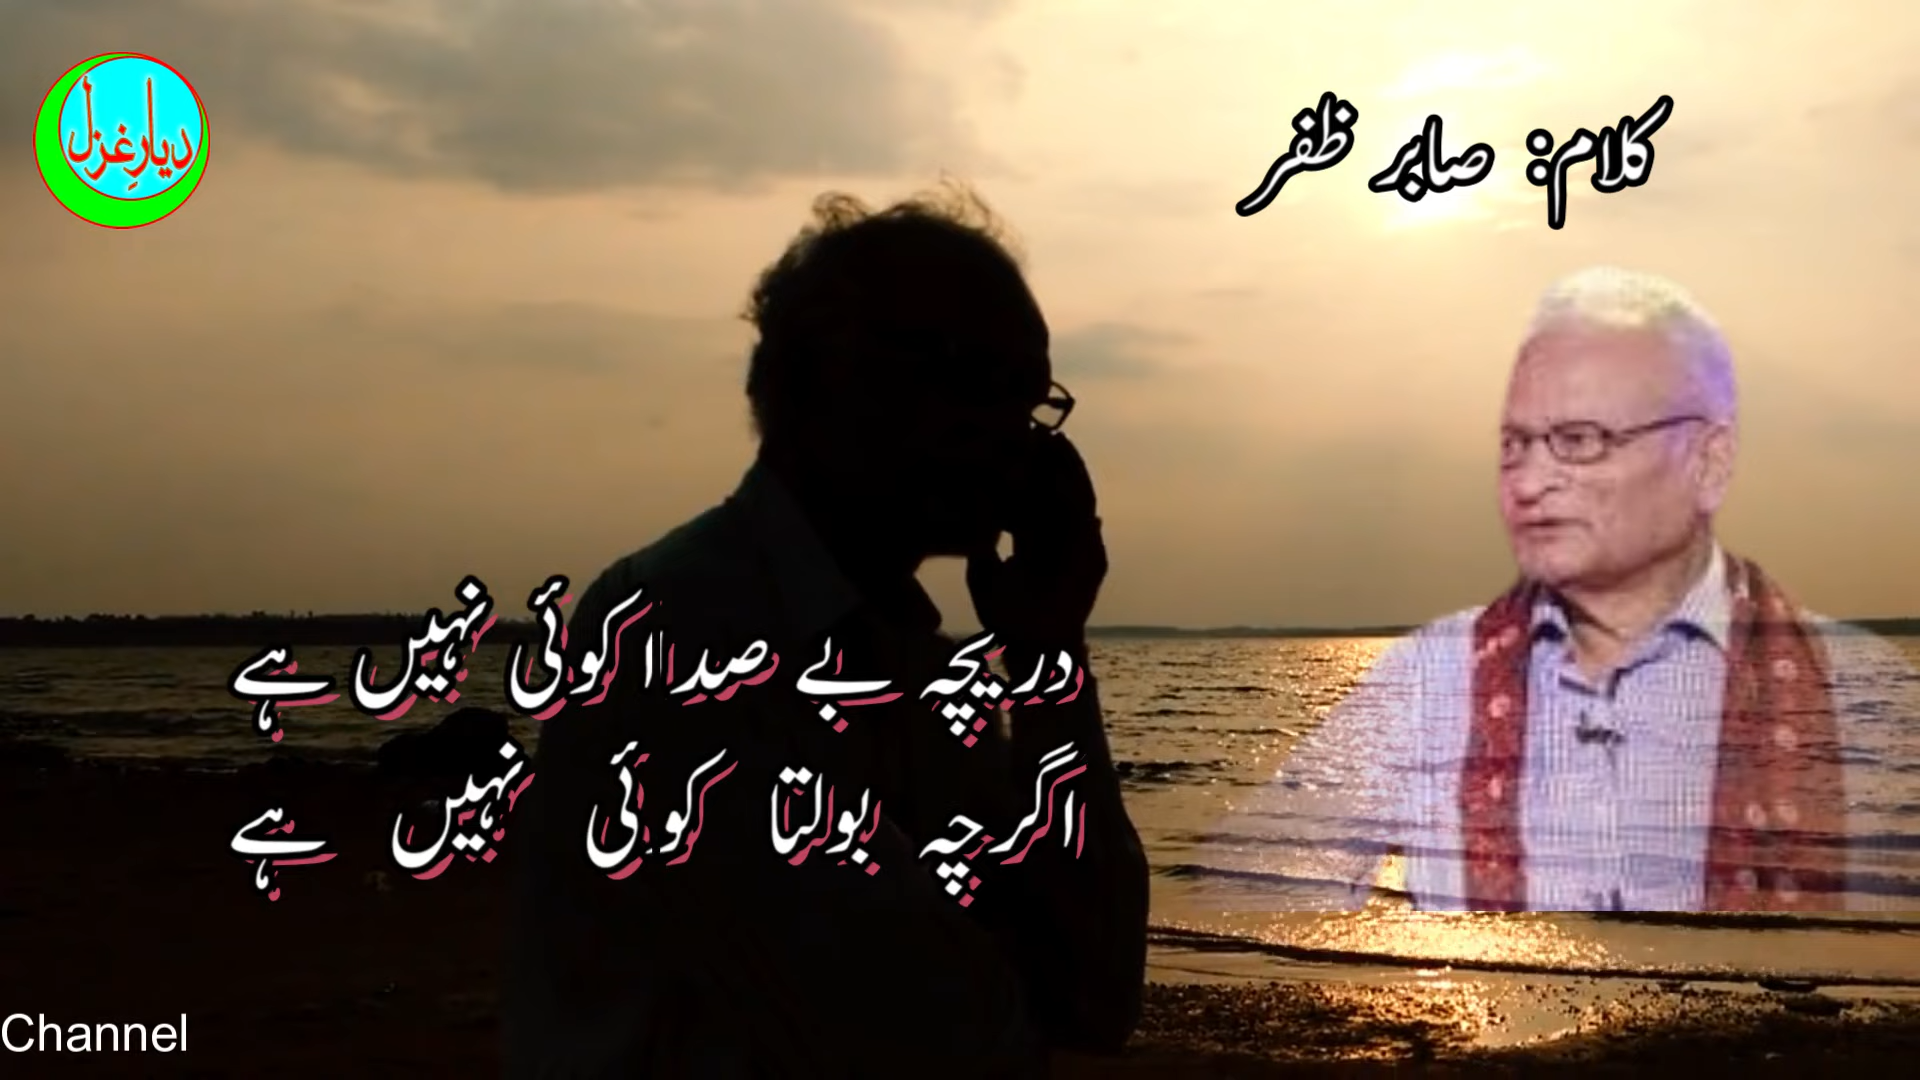 دیارِ غزل
کلام: صابر ظفر
دریچہ بے صدا کوئی نہیں ہے
اگرچہ بولتا کوئی نہیں ہے
Channel